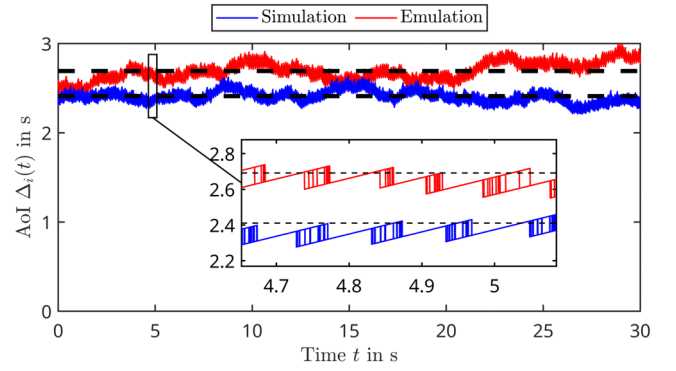 Simulation Emulation
3
2
1
0
AoI Δᵢ(t) in s
2.8
2.6
2.4
2.2
4.7 4.8 4.9 5
0 5 10 15 20 25 30
Time t in s